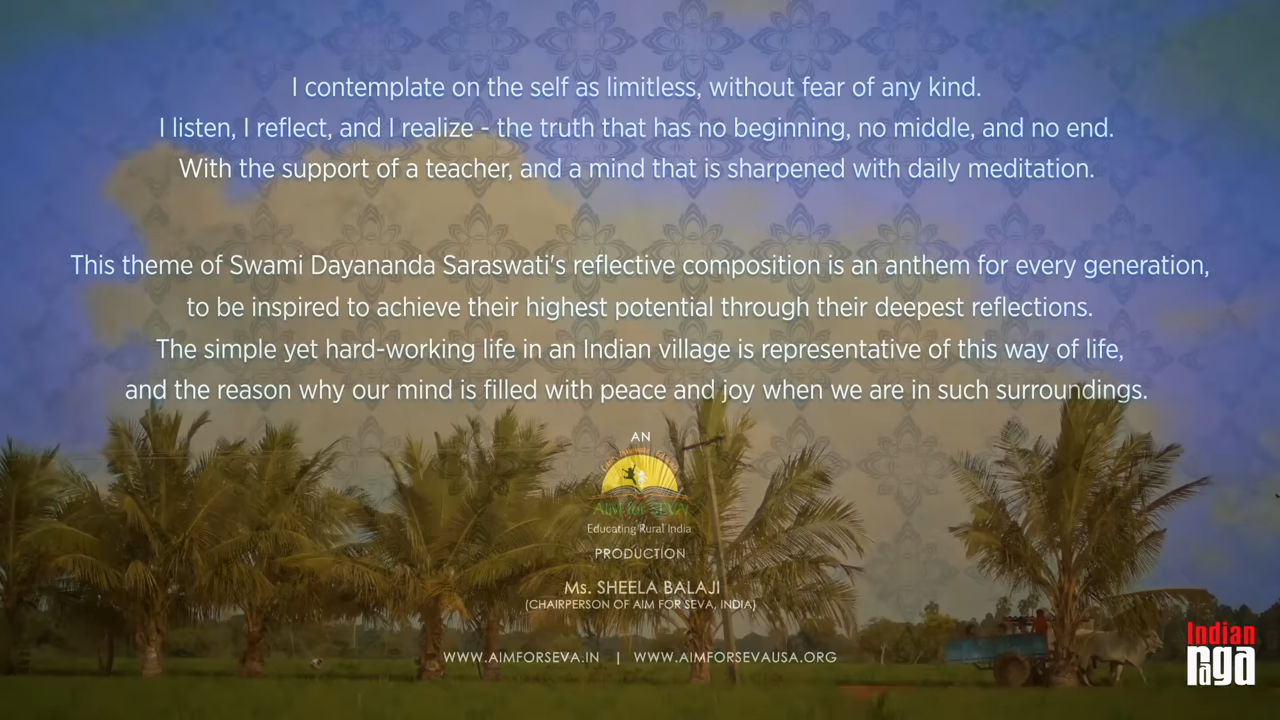 I contemplate on the self as limitless, without fear of any kind.
I listen, I reflect, and I realize - the truth that has no beginning, no middle, and no end.
With the support of a teacher, and a mind that is sharpened with daily meditation.
This theme of Swami Dayananda Saraswati's reflective composition is an anthem for every generation,
to be inspired to achieve their highest potential through their deepest reflections.
The simple yet hard-working life in an Indian village is representative of this way of life,
and the reason why our mind is filled with peace and joy when we are in such surroundings.
AN
AIM for SEVA
Educating Rural India
PRODUCTION
Ms. SHEELA BALAJI
(CHAIRPERSON OF AIM FOR SEVA, INDIA)
WWW.AIMFORSEVA.IN | WWW.AIMFORSEVAUSA.ORG
Indian
raga